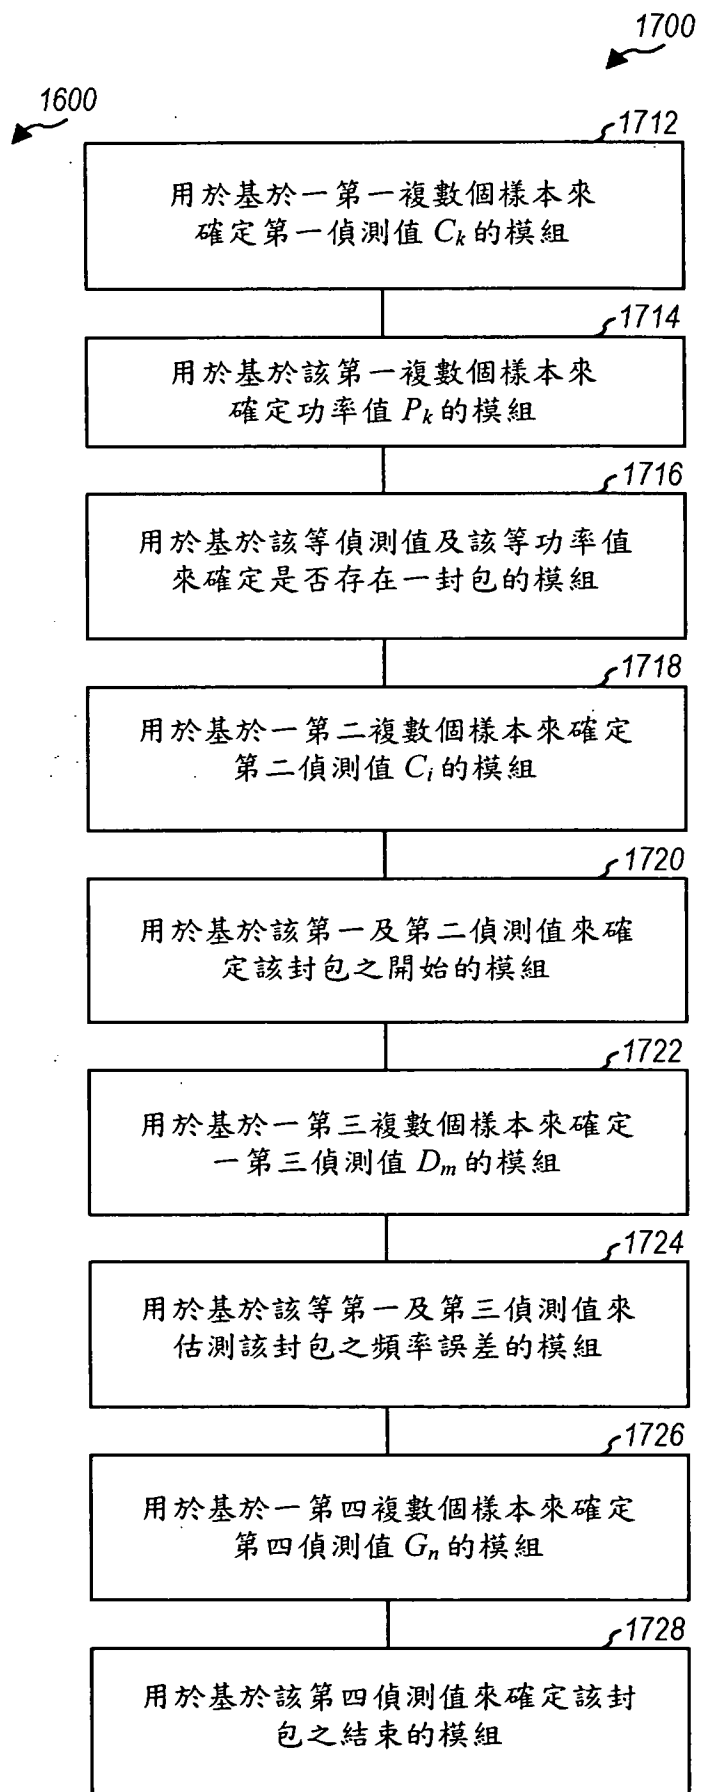 1700
1600
1712
用於基於一第一複數個樣本來
確定第一偵測值 Ck 的模組
1714
用於基於該第一複數個樣本來
確定功率值 Pk 的模組
1716
用於基於該等偵測值及該等功率值
來確定是否存在一封包的模組
1718
用於基於一第二複數個樣本來確定
第二偵測值 Ci 的模組
1720
用於基於該第一及第二偵測值來確
定該封包之開始的模組
1722
用於基於一第三複數個樣本來確定
一第三偵測值 Dm 的模組
1724
用於基於該等第一及第三偵測值來
估測該封包之頻率誤差的模組
1726
用於基於一第四複數個樣本來確定
第四偵測值 Gn 的模組
1728
用於基於該第四偵測值來確定該封
包之結束的模組